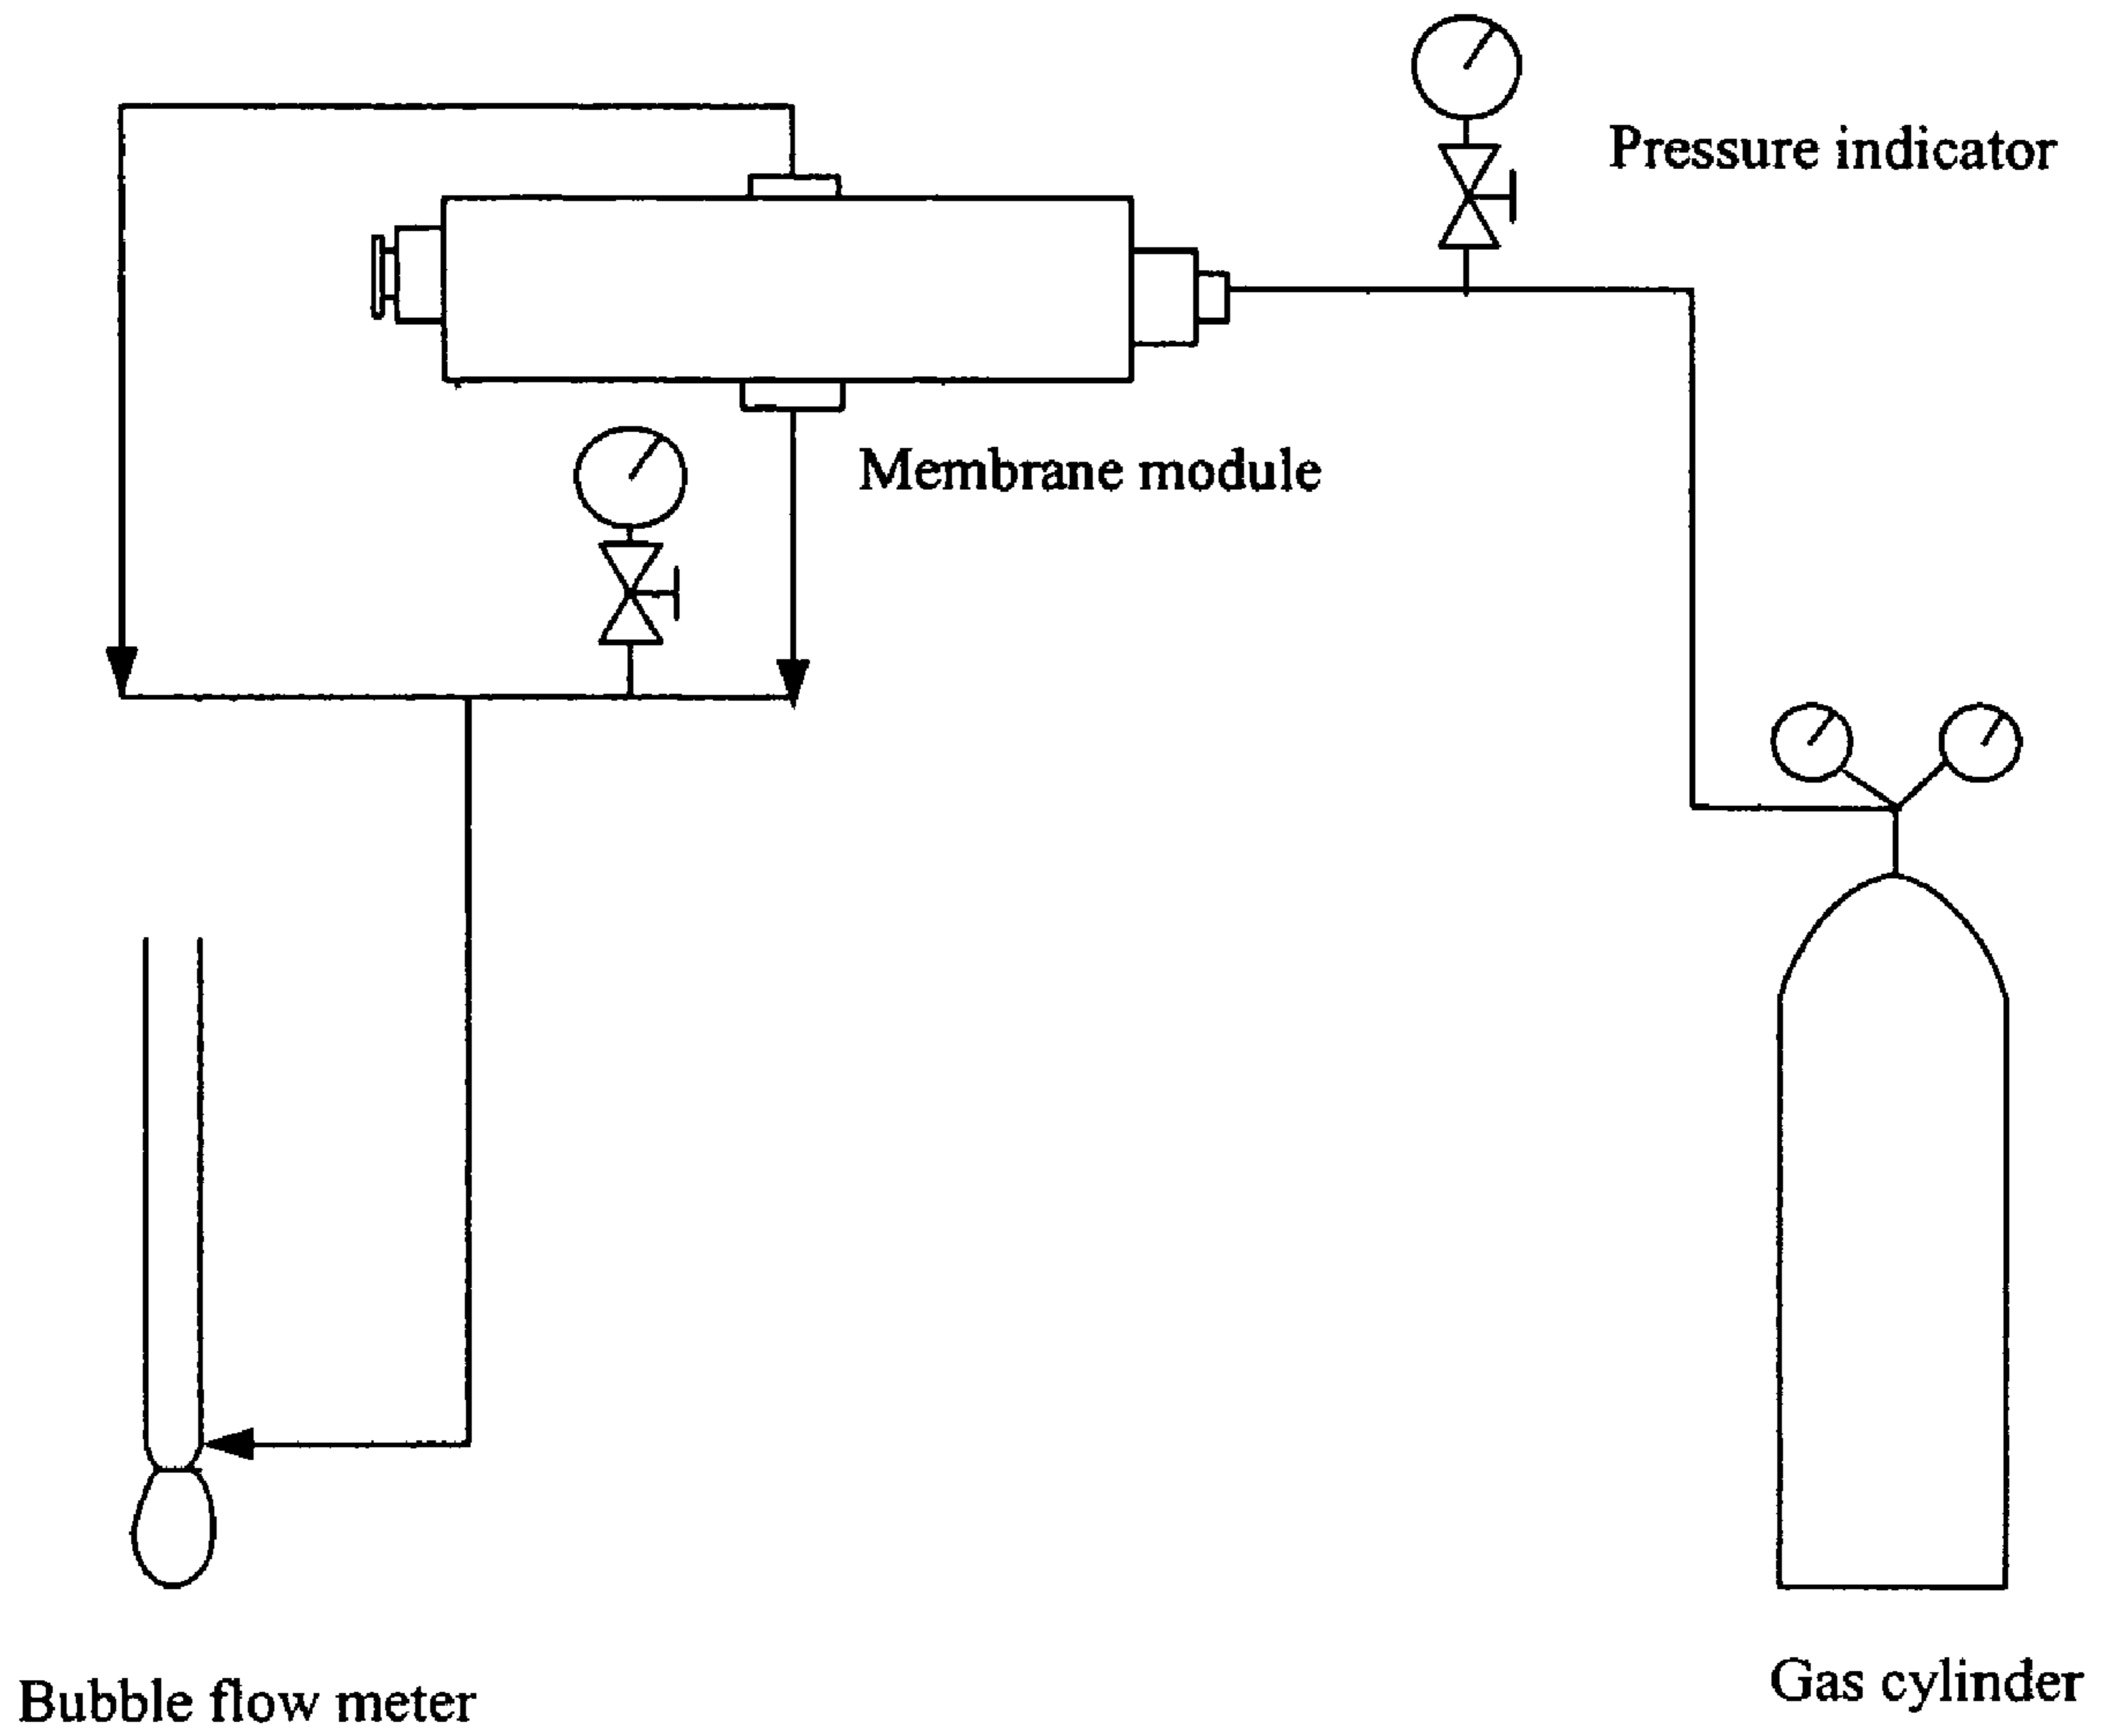 Pressure indicator
Membrane module
Bubble flow meter
Gas cylinder